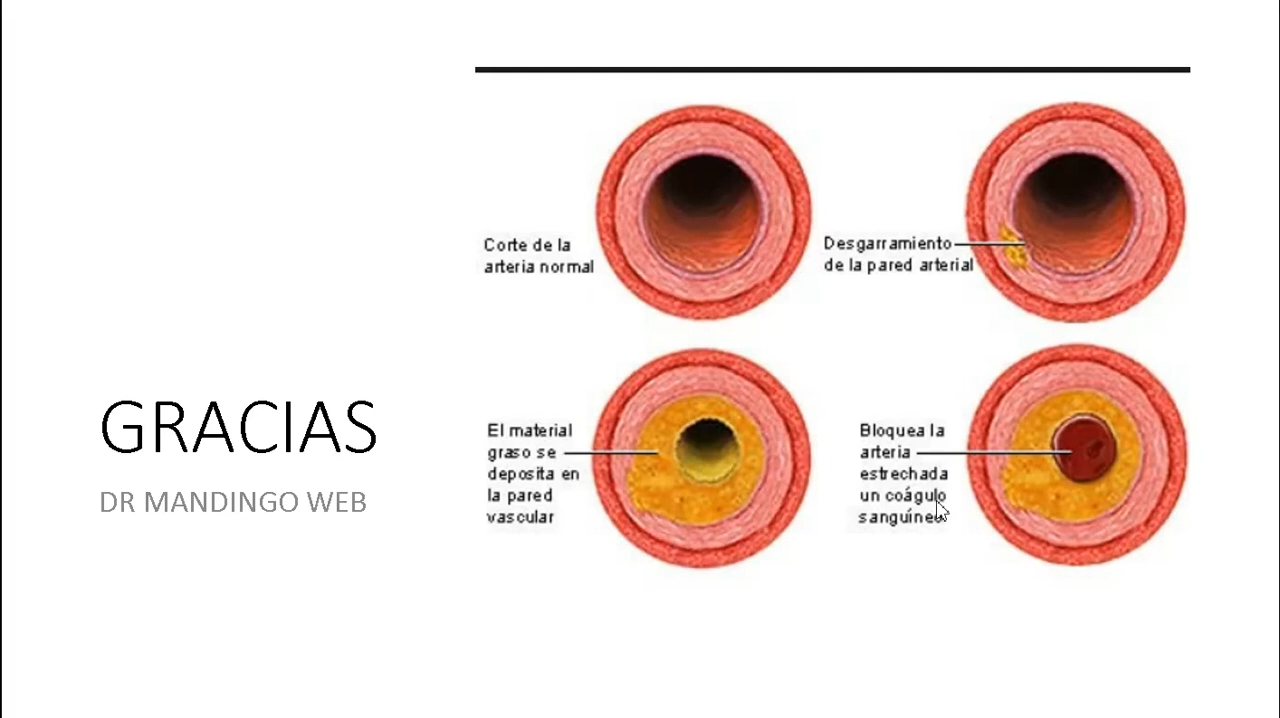 GRACIAS
DR MANDINGO WEB
Corte de la
arteria normal
Desgarramiento
de la pared arterial
El material
graso se
deposita en
la pared
vascular
Bloquea la
arteria
estrechada
un coágulo
sanguíneo